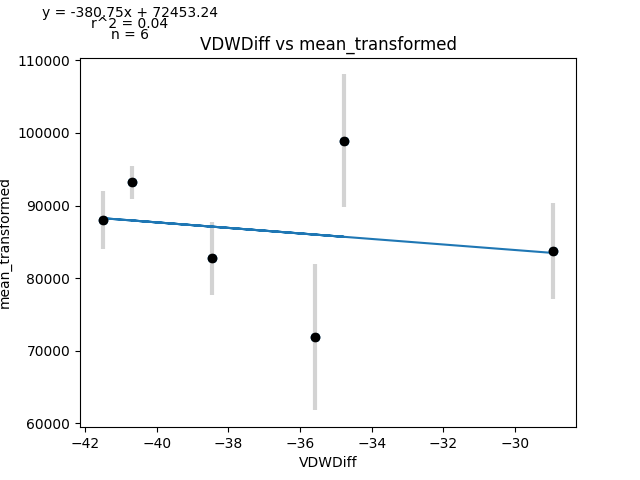 y = -380.75x + 72453.24
r^2 = 0.04
n = 6
VDWDiff vs mean_transformed
110000
100000
90000
80000
70000
60000
mean_transformed
−42
−40
−38
−36
−34
−32
−30
VDWDiff